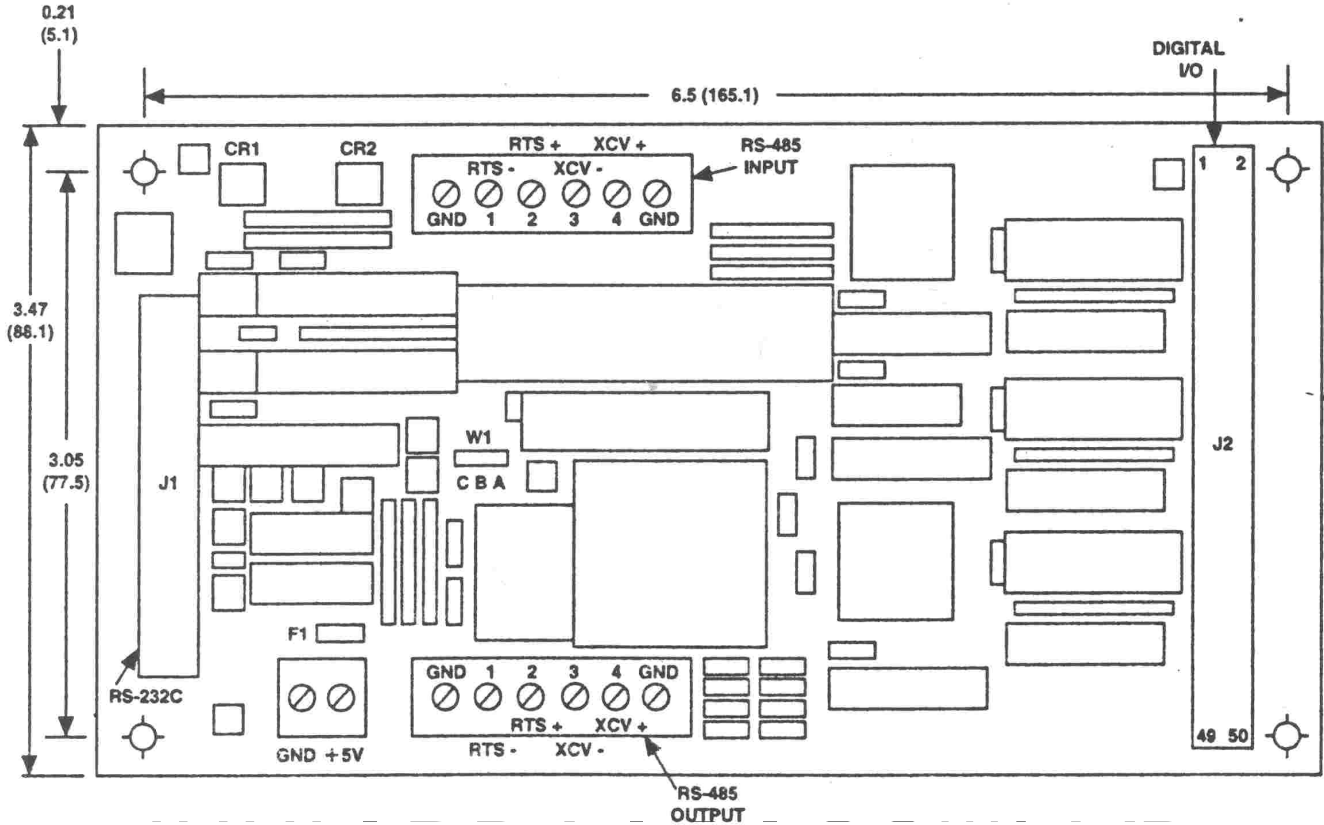 0.21
(5.1)
DIGITAL
I/O
6.5 (165.1)
CR1 CR2
RTS + XCV +
RTS - XCV -
GND 1 2 3 4 GND
RS-485
INPUT
1 2
3.47
(88.1)
3.05
(77.5)
J1
W1
C B A
J2
F1
RS-232C
GND +5V
GND 1 2 3 4 GND
RTS + XCV +
RTS - XCV -
49 50
RS-485
OUTPUT